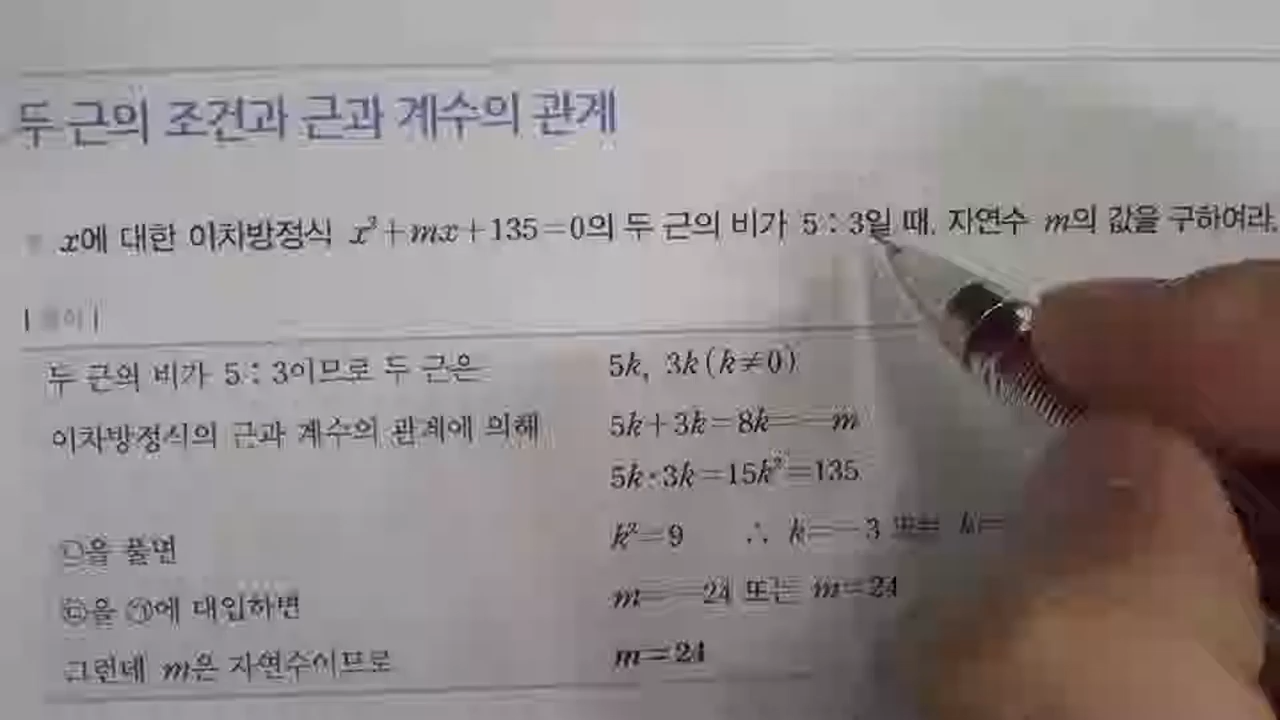 두 근의 조건과 근과 계수의 관계
x에 대한 이차방정식 x²+mx+135=0의 두 근의 비가 5 : 3일 때, 자연수 m의 값을 구하여라.
| 풀이 |
두 근의 비가 5 : 3이므로 두 근은 5k, 3k(k≠0)
이차방정식의 근과 계수의 관계에 의해 5k+3k=8k=-m
5k·3k=15k²=135
㉡을 풀면 k²=9 ∴ k=-3 또는 k=
㉢을 ㉠에 대입하면 m=-24 또는 m=24
그런데 m은 자연수이므로 m=24